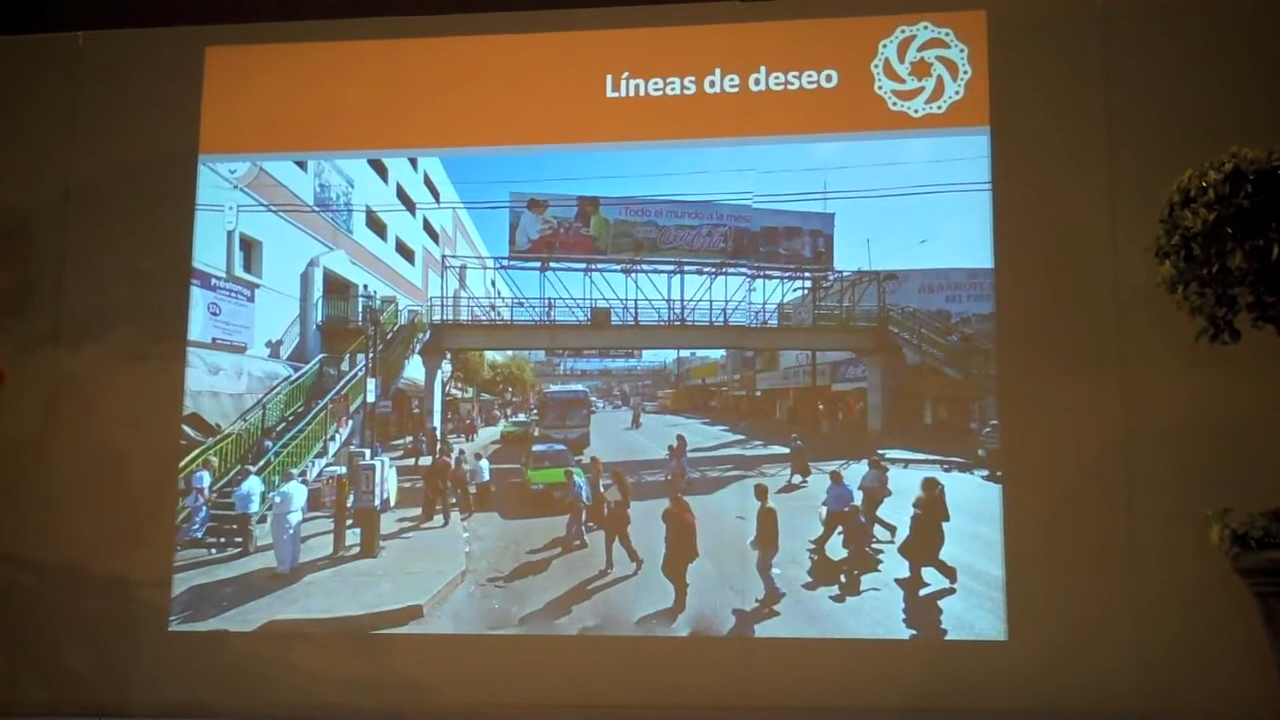 Líneas de deseo
¡Todo el mundo a la mesa
Coca-Cola
Préstamos
ABARROTES